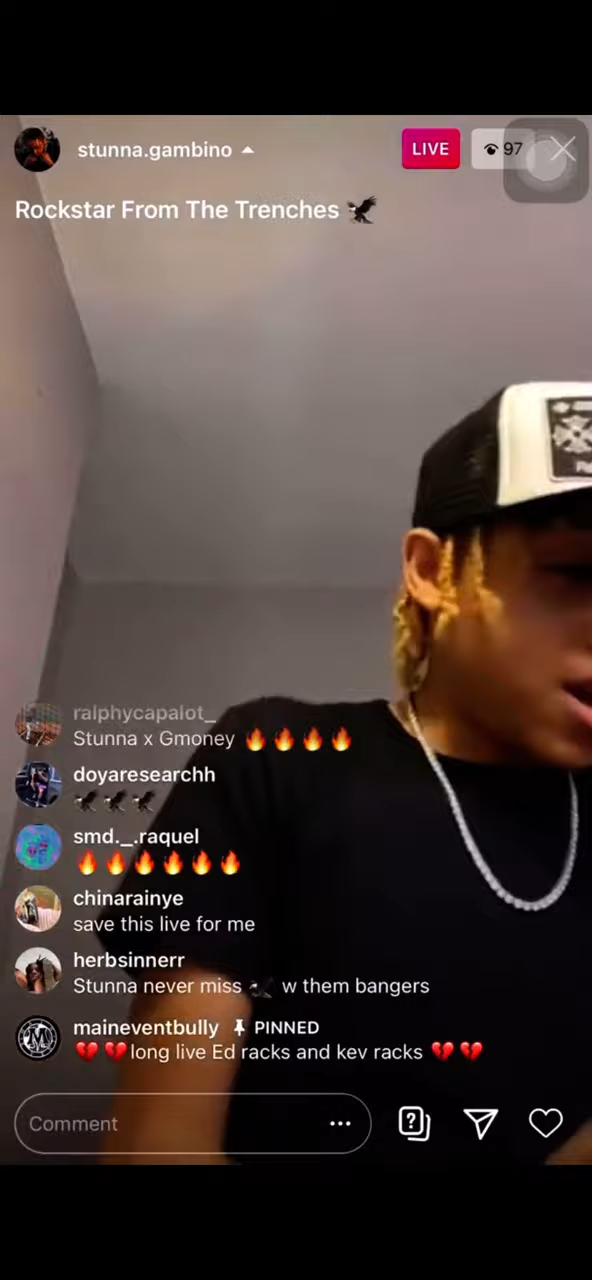 stunna.gambino
LIVE
97
Rockstar From The Trenches 🦅
ralphycapalot_
Stunna x Gmoney 🔥🔥🔥🔥
doyaresearchh
🦅🦅🦅
smd._.raquel
🔥🔥🔥🔥🔥🔥
chinarainye
save this live for me
herbsinnerr
Stunna never miss 🦅 w them bangers
maineventbully PINNED
💔💔long live Ed racks and kev racks 💔💔
Comment